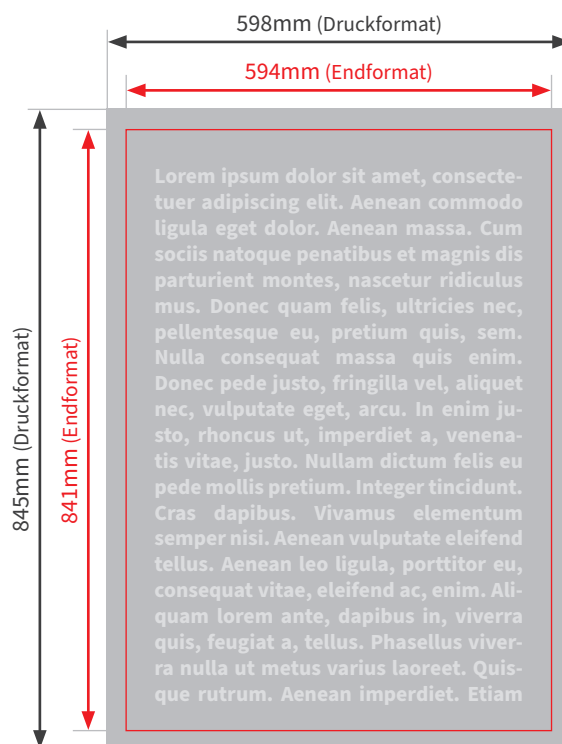 598mm (Druckformat)
594mm (Endformat)
845mm (Druckformat)
841mm (Endformat)
Lorem ipsum dolor sit amet, consecte-
tuer adipiscing elit. Aenean commodo
ligula eget dolor. Aenean massa. Cum
sociis natoque penatibus et magnis dis
parturient montes, nascetur ridiculus
mus. Donec quam felis, ultricies nec,
pellentesque eu, pretium quis, sem.
Nulla consequat massa quis enim.
Donec pede justo, fringilla vel, aliquet
nec, vulputate eget, arcu. In enim ju-
sto, rhoncus ut, imperdiet a, venena-
tis vitae, justo. Nullam dictum felis eu
pede mollis pretium. Integer tincidunt.
Cras dapibus. Vivamus elementum
semper nisi. Aenean vulputate eleifend
tellus. Aenean leo ligula, porttitor eu,
consequat vitae, eleifend ac, enim. Ali-
quam lorem ante, dapibus in, viverra
quis, feugiat a, tellus. Phasellus viver-
ra nulla ut metus varius laoreet. Quis-
que rutrum. Aenean imperdiet. Etiam